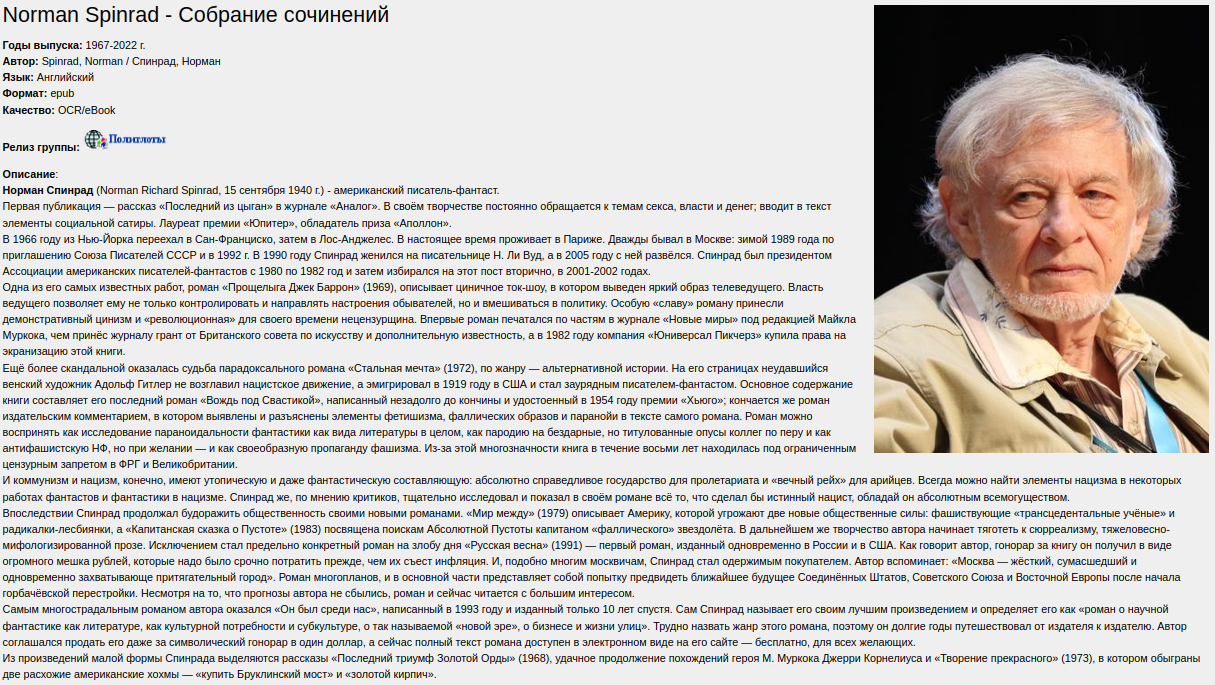 Norman Spinrad - Собрание сочинений
Годы выпуска: 1967-2022 г.
Автор: Spinrad, Norman / Спинрад, Норман
Язык: Английский
Формат: epub
Качество: OCR/eBook
Релиз группы: Полиглоты
Описание:
Норман Спинрад (Norman Richard Spinrad, 15 сентября 1940 г.) - американский писатель-фантаст.
Первая публикация — рассказ «Последний из цыган» в журнале «Аналог». В своём творчестве постоянно обращается к темам секса, власти и денег; вводит в текст
элементы социальной сатиры. Лауреат премии «Юпитер», обладатель приза «Аполлон».
В 1966 году из Нью-Йорка переехал в Сан-Франциско, затем в Лос-Анджелес. В настоящее время проживает в Париже. Дважды бывал в Москве: зимой 1989 года по
приглашению Союза Писателей СССР и в 1992 г. В 1990 году Спинрад женился на писательнице Н. Ли Вуд, а в 2005 году с ней развёлся. Спинрад был президентом
Ассоциации американских писателей-фантастов с 1980 по 1982 год и затем избирался на этот пост вторично, в 2001-2002 годах.
Одна из его самых известных работ, роман «Прощелыга Джек Баррон» (1969), описывает циничное ток-шоу, в котором выведен яркий образ телеведущего. Власть
ведущего позволяет ему не только контролировать и направлять настроения обывателей, но и вмешиваться в политику. Особую «славу» роману принесли
демонстративный цинизм и «революционная» для своего времени нецензурщина. Впервые роман печатался по частям в журнале «Новые миры» под редакцией Майкла
Муркока, чем принёс журналу грант от Британского совета по искусству и дополнительную известность, а в 1982 году компания «Юниверсал Пикчерз» купила права на
экранизацию этой книги.
Ещё более скандальной оказалась судьба парадоксального романа «Стальная мечта» (1972), по жанру — альтернативной истории. На его страницах неудавшийся
венский художник Адольф Гитлер не возглавил нацистское движение, а эмигрировал в 1919 году в США и стал заурядным писателем-фантастом. Основное содержание
книги составляет его последний роман «Вождь под Свастикой», написанный незадолго до кончины и удостоенный в 1954 году премии «Хьюго»; кончается же роман
издательским комментарием, в котором выявлены и разъяснены элементы фетишизма, фаллических образов и паранойи в тексте самого романа. Роман можно
воспринять как исследование параноидальности фантастики как вида литературы в целом, как пародию на бездарные, но титулованные опусы коллег по перу и как
антифашистскую НФ, но при желании — и как своеобразную пропаганду фашизма. Из-за этой многозначности книга в течение восьми лет находилась под ограниченным
цензурным запретом в ФРГ и Великобритании.
И коммунизм и нацизм, конечно, имеют утопическую и даже фантастическую составляющую: абсолютно справедливое государство для пролетариата и «вечный рейх» для арийцев. Всегда можно найти элементы нацизма в некоторых
работах фантастов и фантастики в нацизме. Спинрад же, по мнению критиков, тщательно исследовал и показал в своём романе всё то, что сделал бы истинный нацист, обладай он абсолютным всемогуществом.
Впоследствии Спинрад продолжал будоражить общественность своими новыми романами. «Мир между» (1979) описывает Америку, которой угрожают две новые общественные силы: фашиствующие «трансцедентальные учёные» и
радикалки-лесбиянки, а «Капитанская сказка о Пустоте» (1983) посвящена поискам Абсолютной Пустоты капитаном «фаллического» звездолёта. В дальнейшем же творчество автора начинает тяготеть к сюрреализму, тяжеловесно-
мифологизированной прозе. Исключением стал предельно конкретный роман на злобу дня «Русская весна» (1991) — первый роман, изданный одновременно в России и в США. Как говорит автор, гонорар за книгу он получил в виде
огромного мешка рублей, которые надо было срочно потратить прежде, чем их съест инфляция. И, подобно многим москвичам, Спинрад стал одержимым покупателем. Автор вспоминает: «Москва — жёсткий, сумасшедший и
одновременно захватывающе притягательный город». Роман многопланов, и в основной части представляет собой попытку предвидеть ближайшее будущее Соединённых Штатов, Советского Союза и Восточной Европы после начала
горбачёвской перестройки. Несмотря на то, что прогнозы автора не сбылись, роман и сейчас читается с большим интересом.
Самым многострадальным романом автора оказался «Он был среди нас», написанный в 1993 году и изданный только 10 лет спустя. Сам Спинрад называет его своим лучшим произведением и определяет его как «роман о научной
фантастике как литературе, как культурной потребности и субкультуре, о так называемой «новой эре», о бизнесе и жизни улиц». Трудно назвать жанр этого романа, поэтому он долгие годы путешествовал от издателя к издателю. Автор
соглашался продать его даже за символический гонорар в один доллар, а сейчас полный текст романа доступен в электронном виде на его сайте — бесплатно, для всех желающих.
Из произведений малой формы Спинрада выделяются рассказы «Последний триумф Золотой Орды» (1968), удачное продолжение похождений героя М. Муркока Джерри Корнелиуса и «Творение прекрасного» (1973), в котором обыграны
две расхожие американские хохмы — «купить Бруклинский мост» и «золотой кирпич».